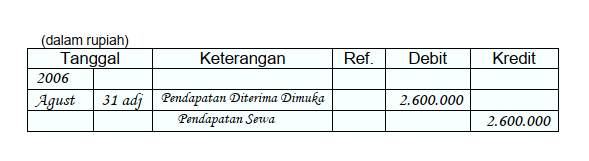 (dalam rupiah)
Tanggal Keterangan Ref. Debit Kredit
2006
Agust 31 adj Pendapatan Diterima Dimuka 2.600.000
Pendapatan Sewa 2.600.000